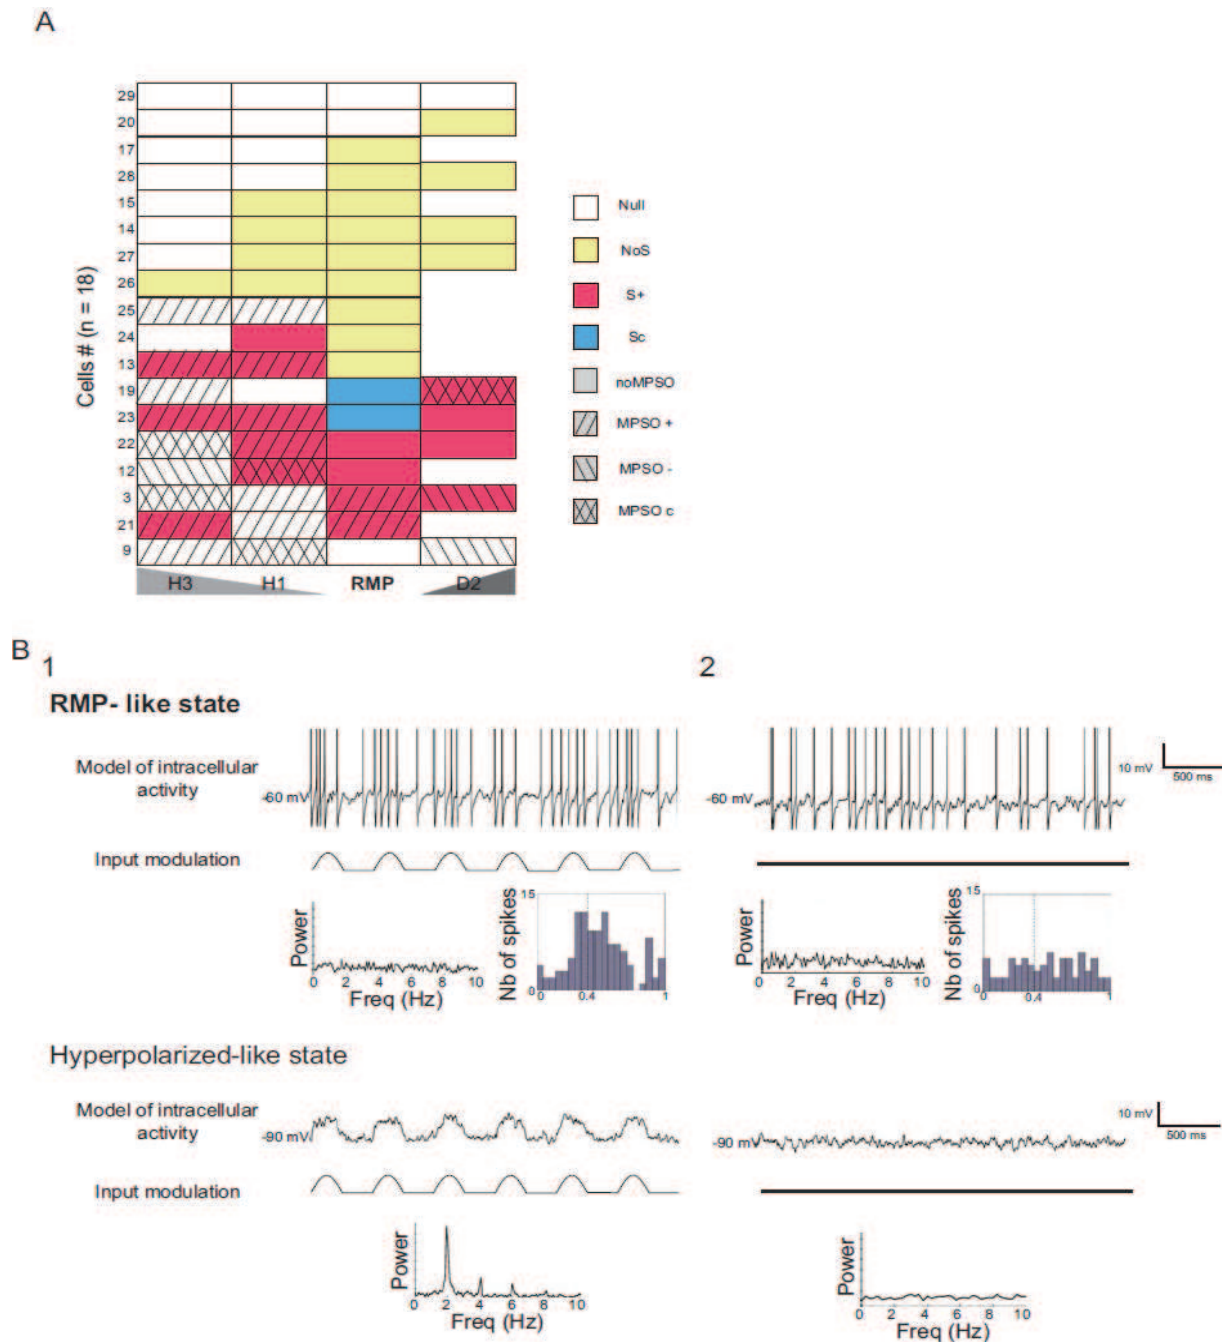 A
29
20
17
28
15
14
27
26
25
24
13
19
23
22
12
3
21
9
Cells # (n = 18)
H3 H1 RMP D2
Null
NoS
S+
Sc
noMPSO
MPSO +
MPSO -
MPSO c
B
1
2
RMP- like state
Model of intracellular
activity
-60 mV
-60 mV
10 mV
500 ms
Input modulation
Power
0 2 4 6 8 10
Freq (Hz)
Nb of spikes
15
0
0 0.4 1
Power
0 2 4 6 8 10
Freq (Hz)
Nb of spikes
15
0
0 0.4 1
Hyperpolarized-like state
Model of intracellular
activity
-90 mV
-90 mV
10 mV
500 ms
Input modulation
Power
0 2 4 6 8 10
Freq (Hz)
Power
0 2 4 6 8 10
Freq (Hz)